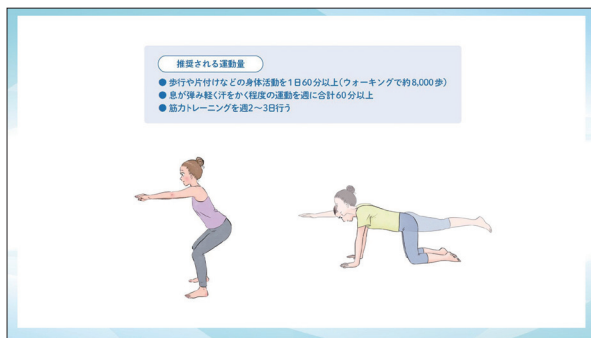 推奨される運動量
● 歩行や片付けなどの身体活動を1日60分以上(ウォーキングで約8,000歩)
● 息が弾み軽く汗をかく程度の運動を週に合計60分以上
● 筋力トレーニングを週2〜3日行う